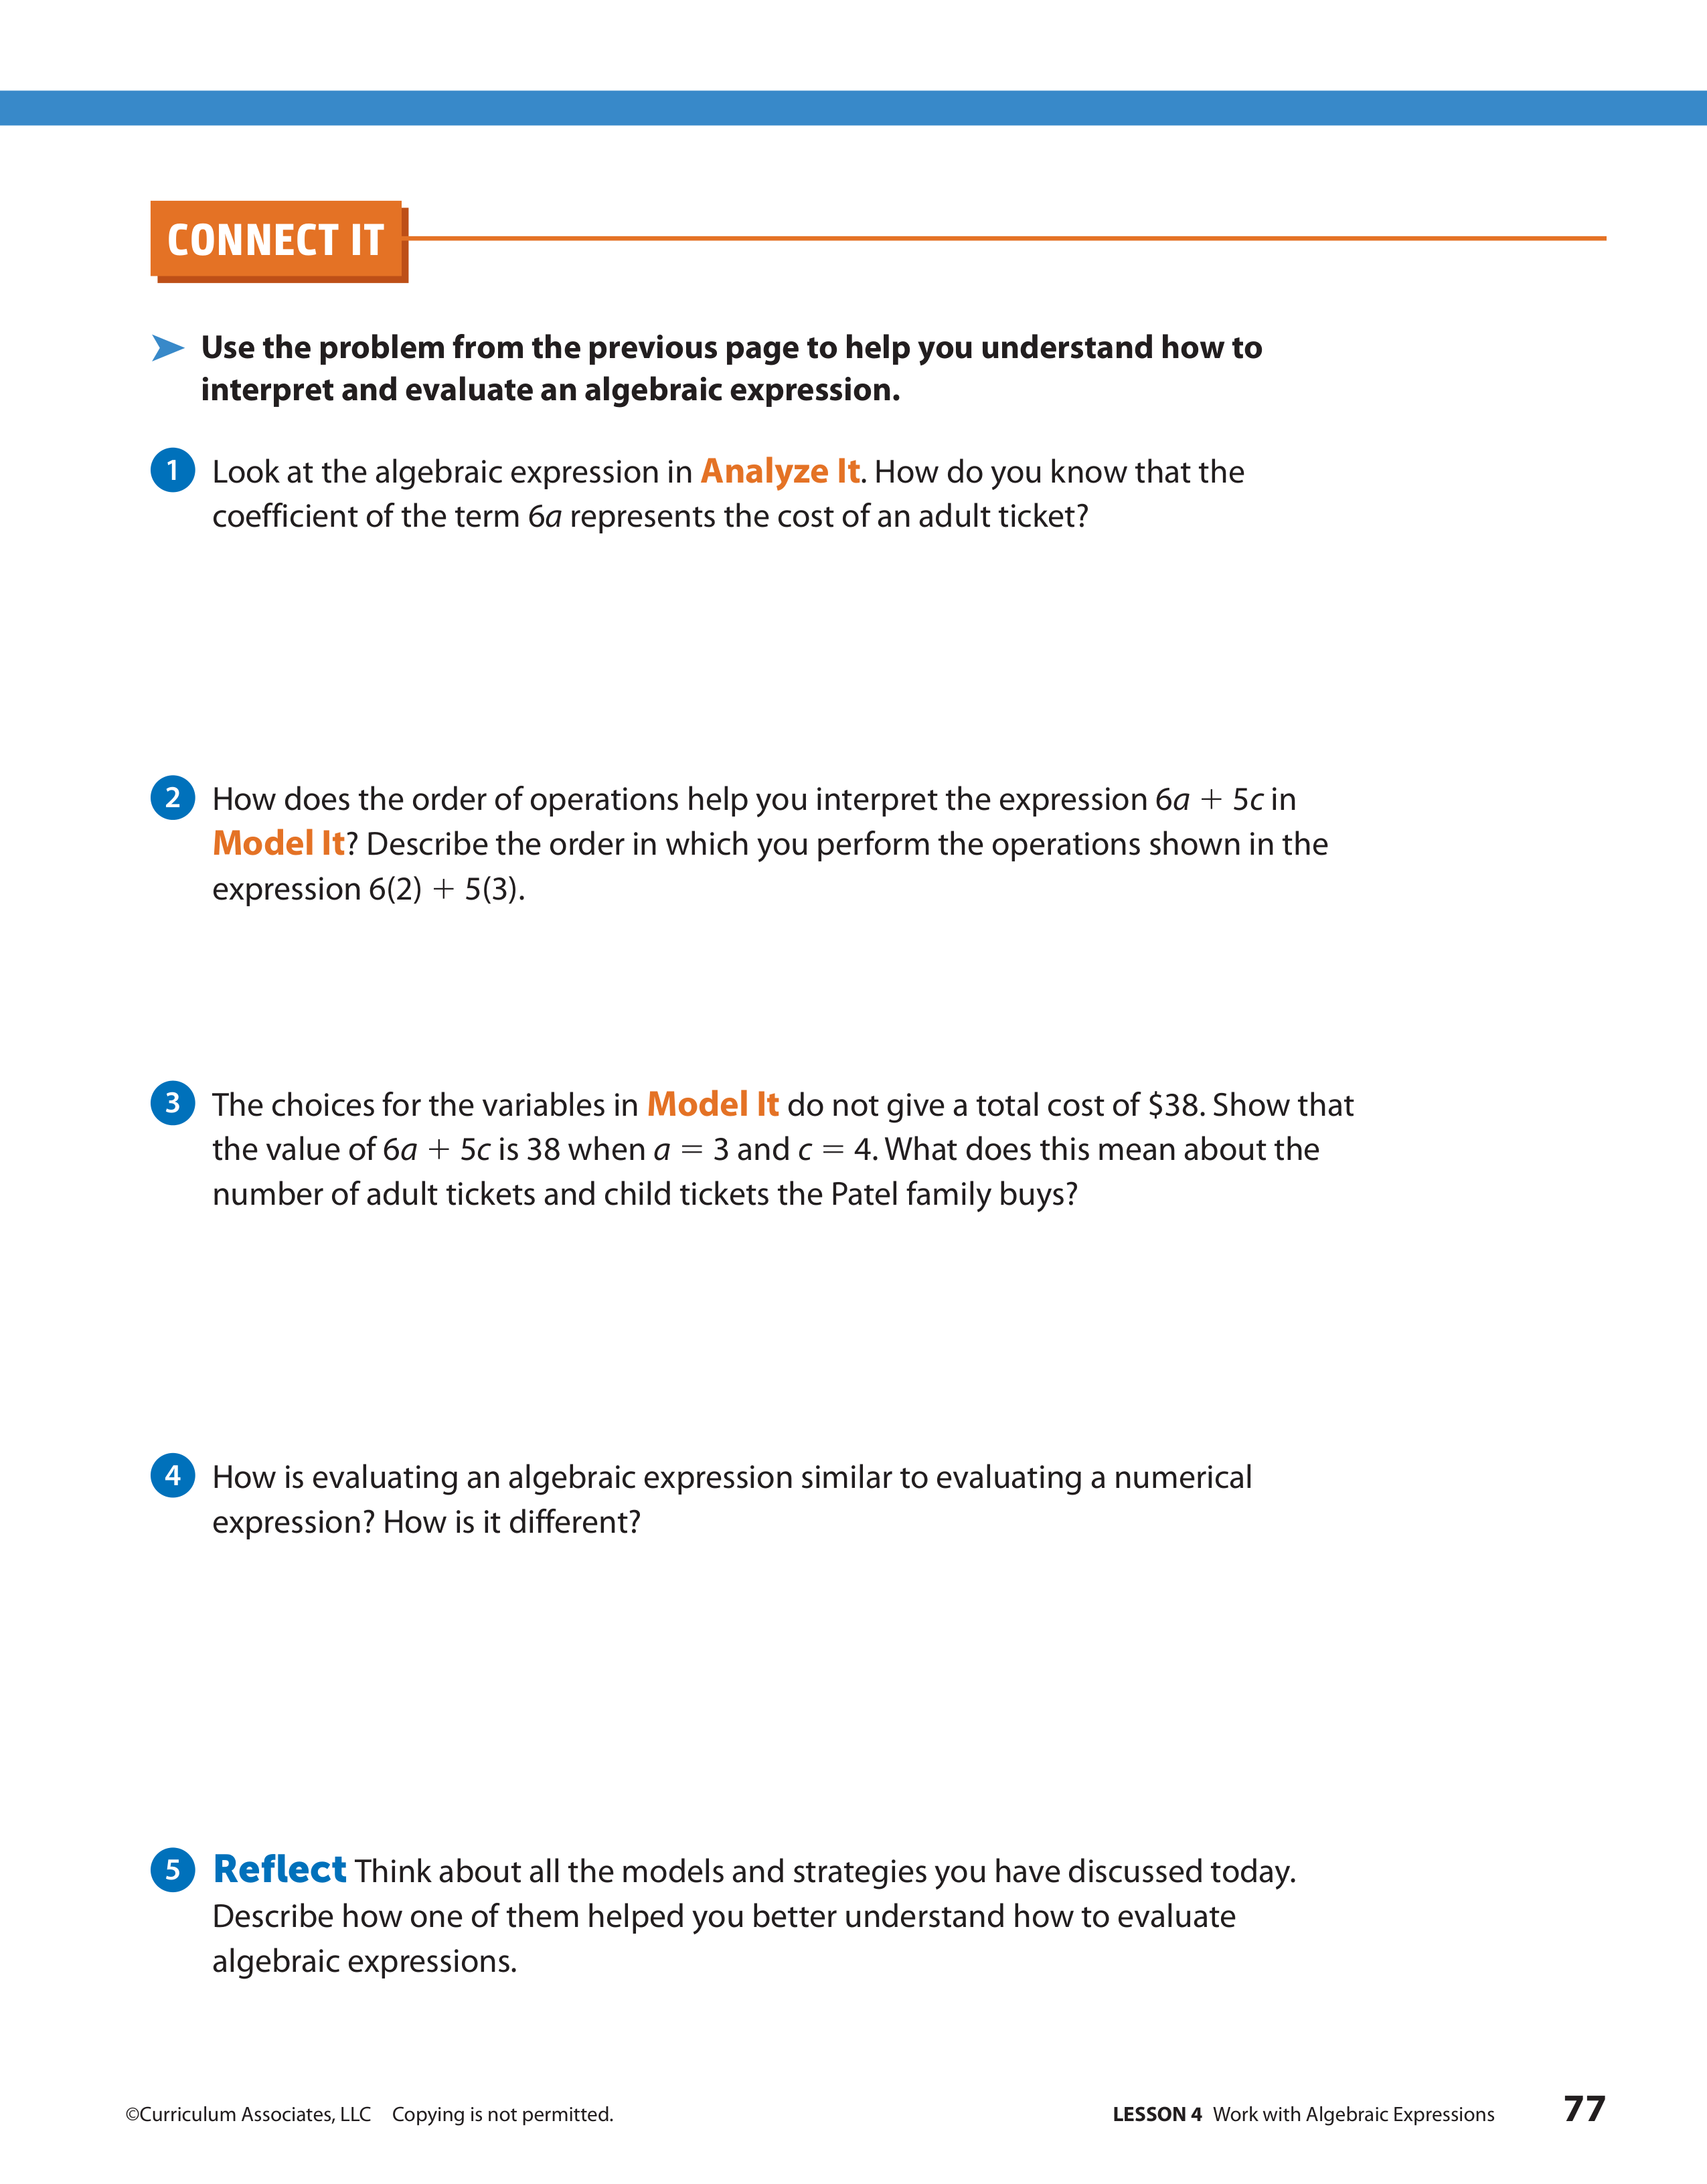 CONNECT IT
Use the problem from the previous page to help you understand how to
interpret and evaluate an algebraic expression.
1 Look at the algebraic expression in Analyze It. How do you know that the
coefficient of the term 6a represents the cost of an adult ticket?
2 How does the order of operations help you interpret the expression 6a + 5c in
Model It? Describe the order in which you perform the operations shown in the
expression 6(2) + 5(3).
3 The choices for the variables in Model It do not give a total cost of $38. Show that
the value of 6a + 5c is 38 when a = 3 and c = 4. What does this mean about the
number of adult tickets and child tickets the Patel family buys?
4 How is evaluating an algebraic expression similar to evaluating a numerical
expression? How is it different?
5 Reflect Think about all the models and strategies you have discussed today.
Describe how one of them helped you better understand how to evaluate
algebraic expressions.
©Curriculum Associates, LLC Copying is not permitted. LESSON 4 Work with Algebraic Expressions 77